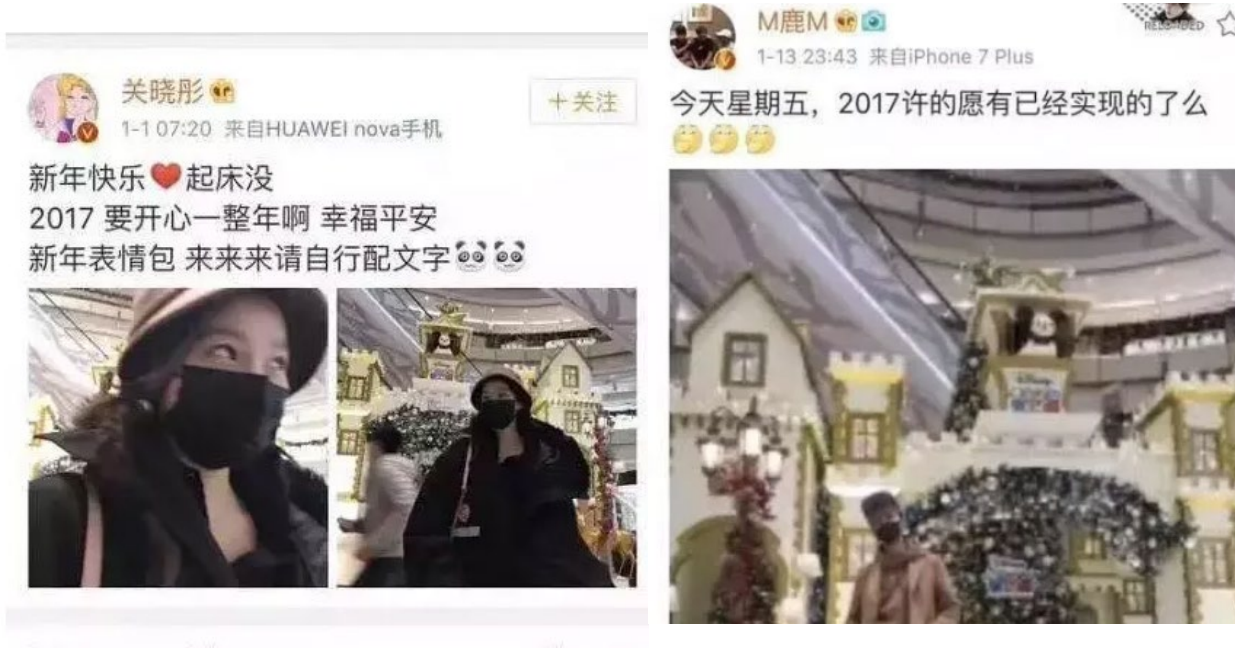 关晓彤
+关注
1-1 07:20 来自HUAWEI nova手机
新年快乐❤️起床没
2017 要开心一整年啊 幸福平安
新年表情包 来来来请自行配文字🐼🐼
M鹿M
RELOADED
1-13 23:43 来自iPhone 7 Plus
今天星期五，2017许的愿有已经实现的了么
🤔🤔🤔